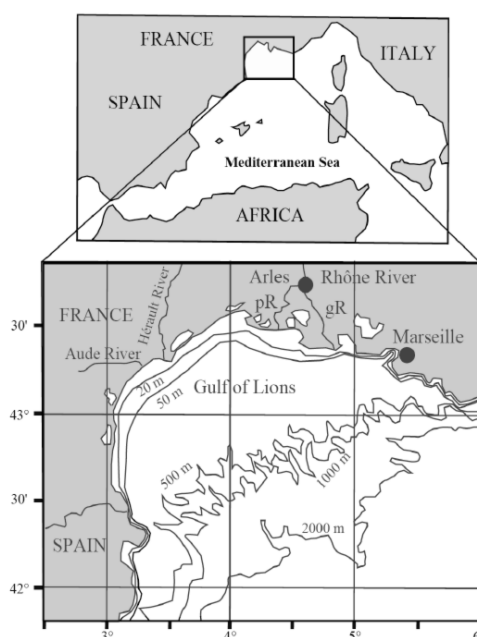 FRANCE
ITALY
SPAIN
Mediterranean Sea
AFRICA
Arles
Rhône River
pR
gR
Hérault River
30'
FRANCE
Marseille
Aude River
Gulf of Lions
20 m
50 m
43°
500 m
1000 m
30'
2000 m
SPAIN
42°
3°
4°
5°